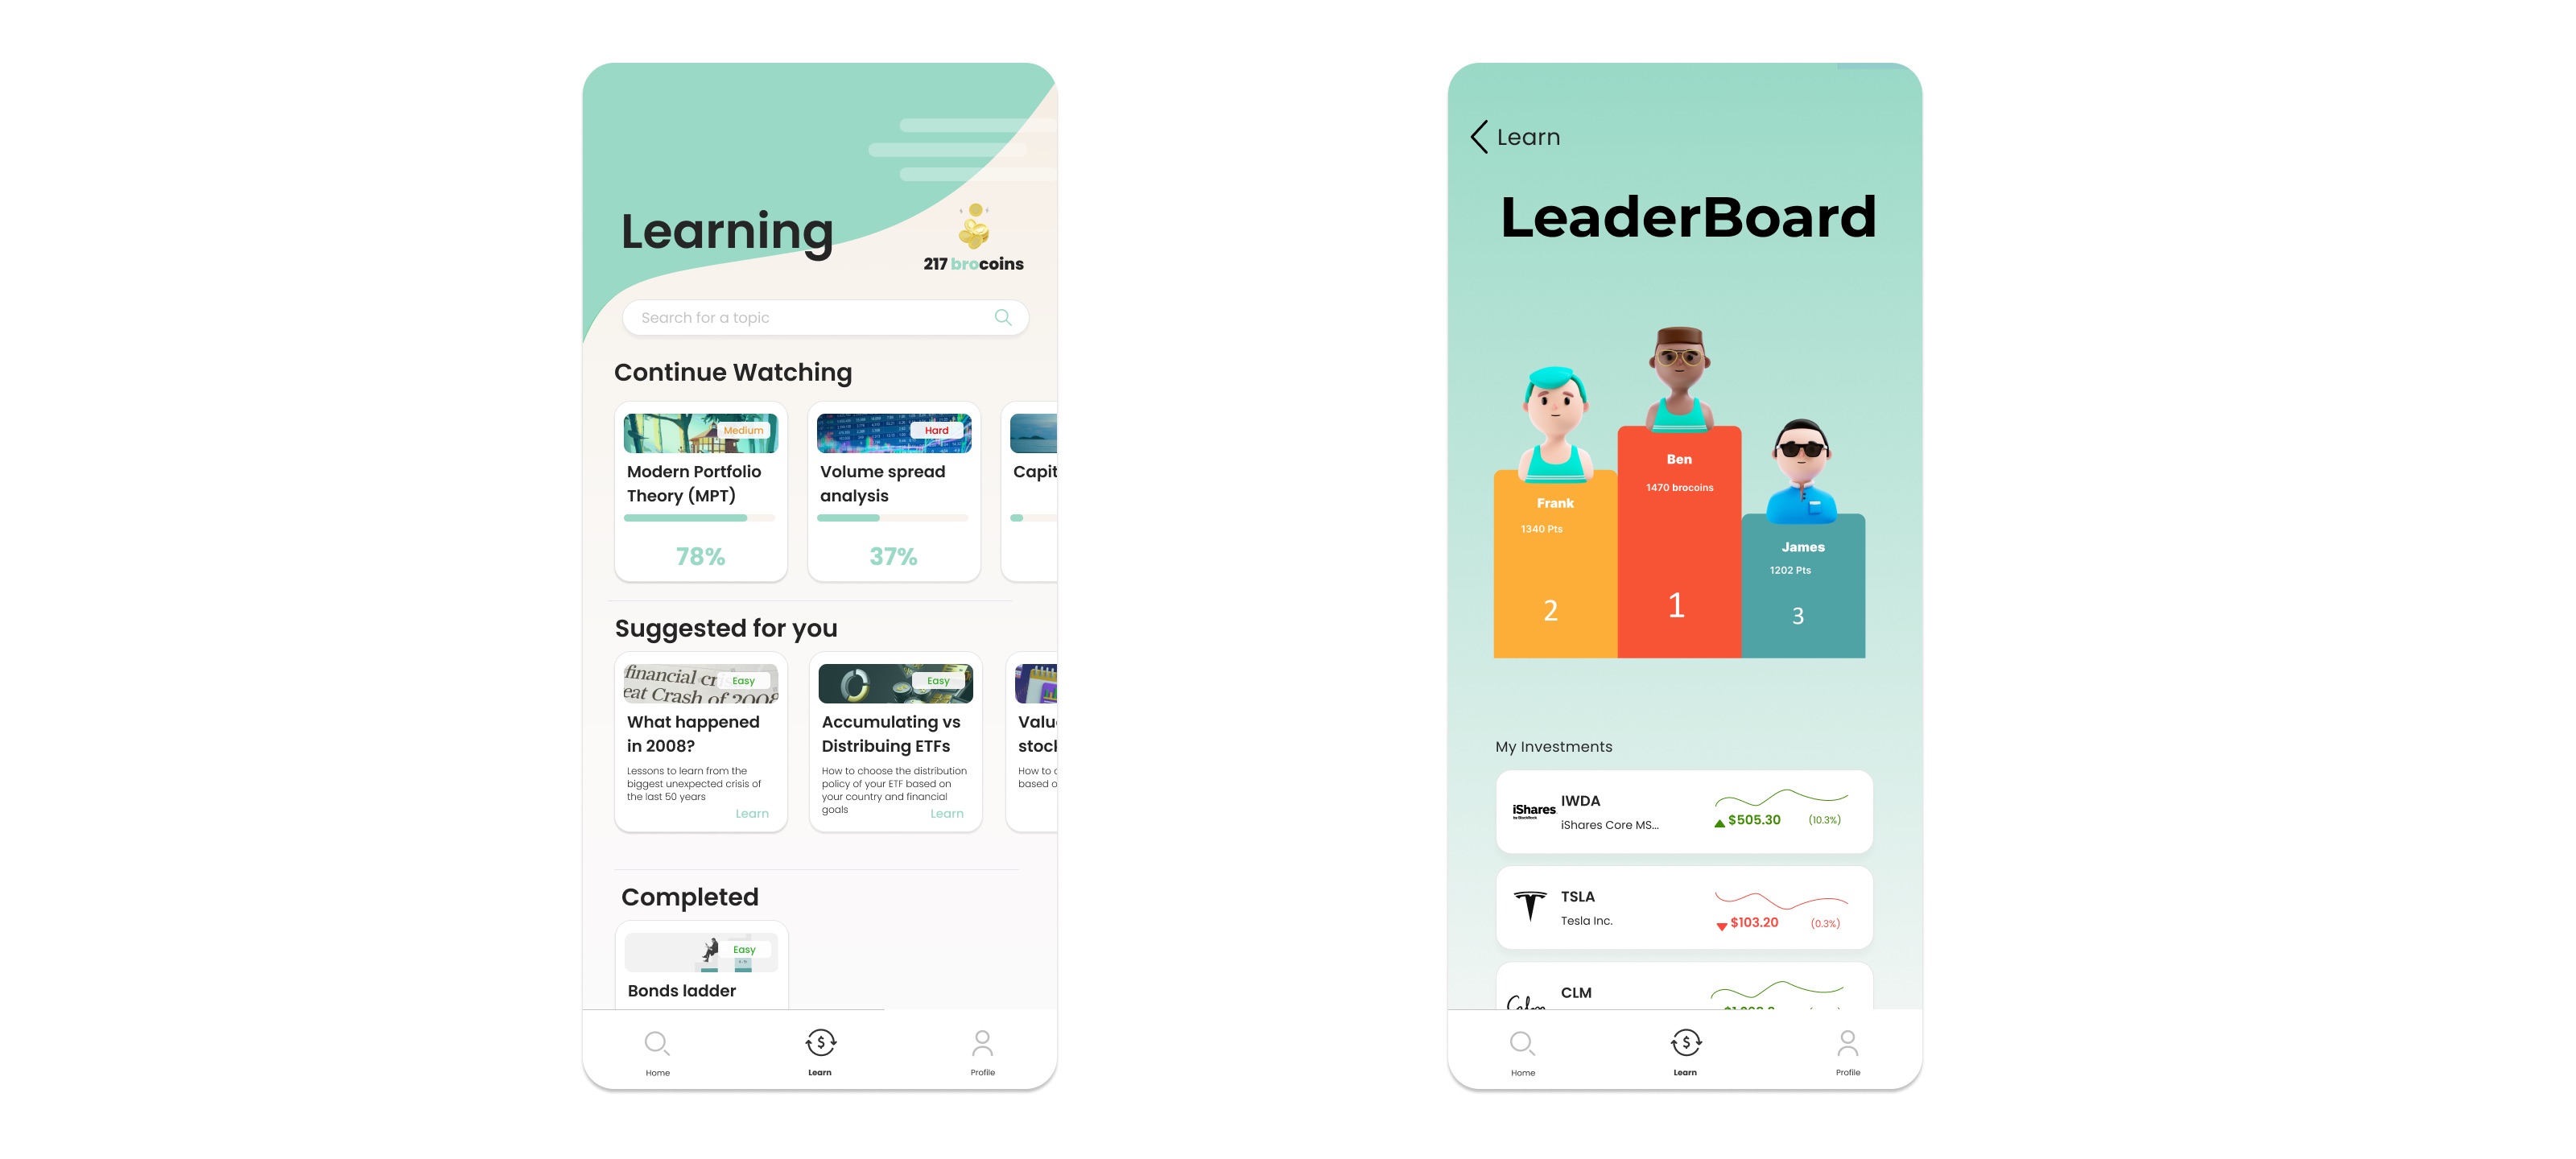 Learning
217 brocoins
Search for a topic
Continue Watching
Medium
Modern Portfolio
Theory (MPT)
78%
Hard
Volume spread
analysis
37%
Capit
Suggested for you
financial cr
eat Crash of 2008
Easy
What happened
in 2008?
Lessons to learn from the
biggest unexpected crisis of
the last 50 years
Learn
Easy
Accumulating vs
Distribuing ETFs
How to choose the distribution
policy of your ETF based on
your country and financial
goals
Learn
Valu
stock
How to c
based o
Completed
Easy
Bonds ladder
Home
Learn
Profile
Learn
LeaderBoard
Ben
1470 brocoins
1
Frank
1340 Pts
2
James
1202 Pts
3
My Investments
iShares
by BlackRock
IWDA
iShares Core MS...
$505.30
(10.3%)
TSLA
Tesla Inc.
$103.20
(0.3%)
CLM
Home
Learn
Profile